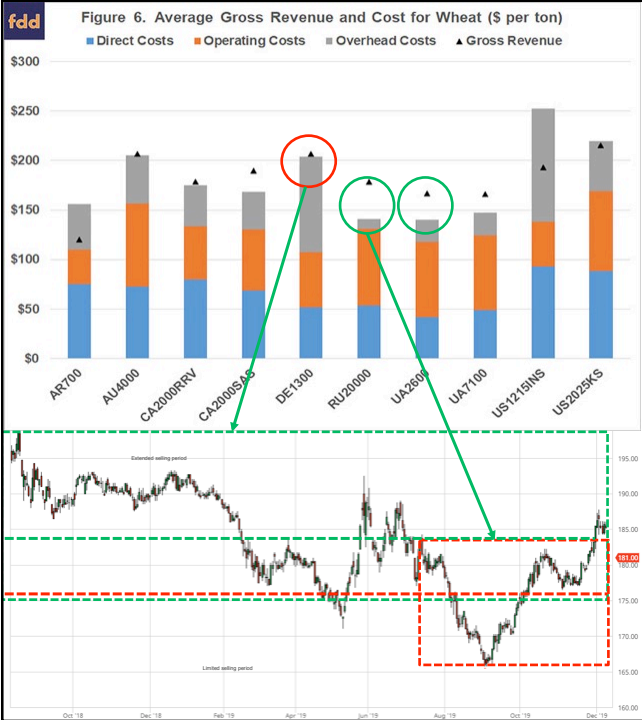 fdd
Figure 6. Average Gross Revenue and Cost for Wheat ($ per ton)
Direct Costs Operating Costs Overhead Costs Gross Revenue
$300
$250
$200
$150
$100
$50
$0
AR700
AU4000
CA2000RRV
CA2000SAS
DE1300
RU20000
UA2600
UA7100
US1215INS
US2025KS
Extended selling period
195.00
190.00
185.00
181.00
180.00
175.00
170.00
Limited selling period
165.00
160.00
Oct '18 Dec '18 Feb '19 Apr '19 Jun '19 Aug '19 Oct '19 Dec '19